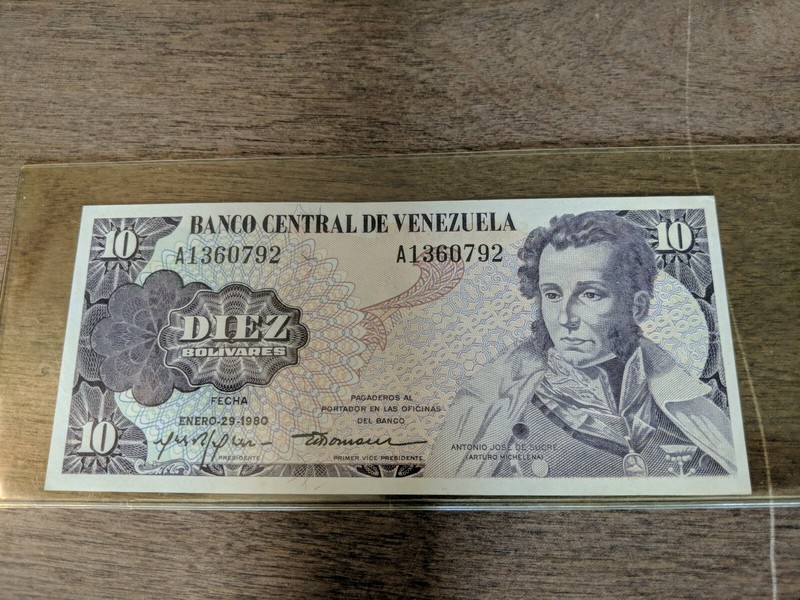 BANCO CENTRAL DE VENEZUELA
10
10
A1360792
A1360792
DIEZ
BOLIVARES
FECHA
ENERO-29-1980
PAGADEROS AL
PORTADOR EN LAS OFICINAS
DEL BANCO
10
PRESIDENTE
PRIMER VICE PRESIDENTE
ANTONIO JOSE DE SUCRE
(ARTURO MICHELENA)